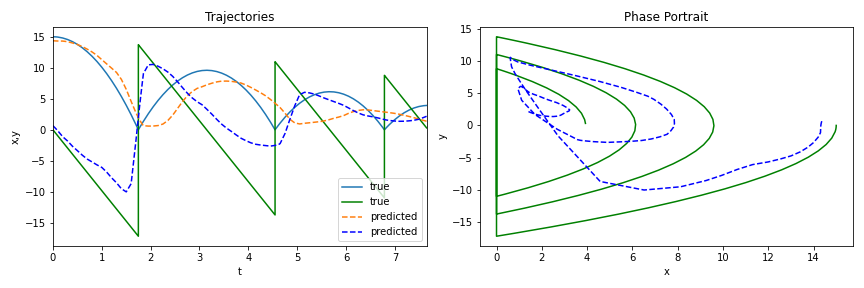 Trajectories
x,y
15
10
5
0
−5
−10
−15
0 1 2 3 4 5 6 7
t
true
true
predicted
predicted
Phase Portrait
y
15
10
5
0
−5
−10
−15
0 2 4 6 8 10 12 14
x